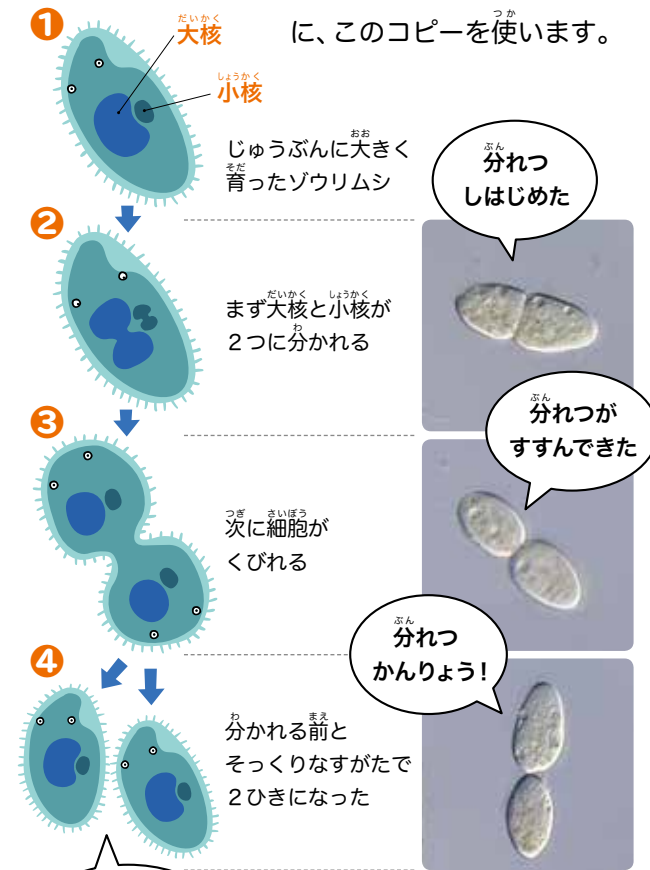 に、このコピーを使います。
つか
❶
だいかく
大核
しょうかく
小核
じゅうぶんに大きく
おお
育ったゾウリムシ
そだ
ぶん
分れつ
しはじめた
❷
まず大核と小核が
だいかく しょうかく
2つに分かれる
わ
ぶん
分れつが
すすんできた
❸
つぎ さいぼう
次に細胞が
くびれる
ぶん
分れつ
かんりょう!
❹
わ まえ
分かれる前と
そっくりなすがたで
2ひきになった